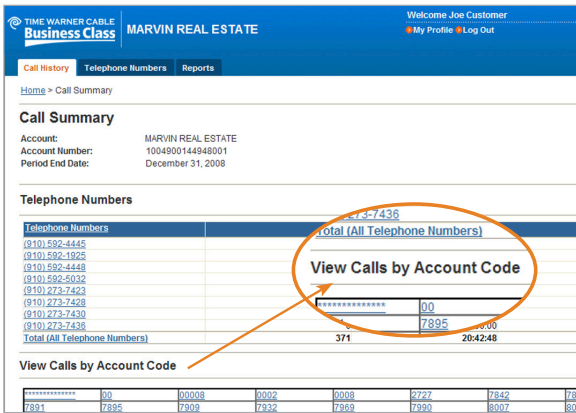 TIME WARNER CABLE
Business Class
MARVIN REAL ESTATE
Welcome Joe Customer
My Profile Log Out
Call History Telephone Numbers Reports
Home > Call Summary
Call Summary
Account: MARVIN REAL ESTATE
Account Number: 1004900144948001
Period End Date: December 31, 2008
Telephone Numbers
Telephone Numbers
(910) 592-4445
(910) 592-1925
(910) 592-4448
(910) 592-5032
(910) 273-7423
(910) 273-7428
(910) 273-7430
(910) 273-7436
Total (All Telephone Numbers) 371 20:42:48
273-7436
Total (All Telephone Numbers)
View Calls by Account Code
************** 00
7895
View Calls by Account Code
************** 00 00008 0002 0008 2727 7842
7891 7895 7909 7932 7969 7990 8007